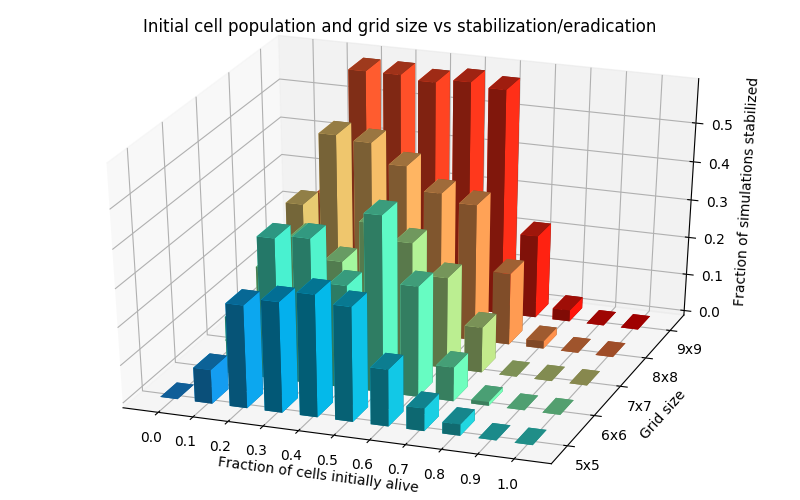 Initial cell population and grid size vs stabilization/eradication
0.5
0.4
0.3
0.2
0.1
0.0
Fraction of simulations stabilized
9x9
8x8
7x7
6x6
5x5
Grid size
0.0 0.1 0.2 0.3 0.4 0.5 0.6 0.7 0.8 0.9 1.0
Fraction of cells initially alive